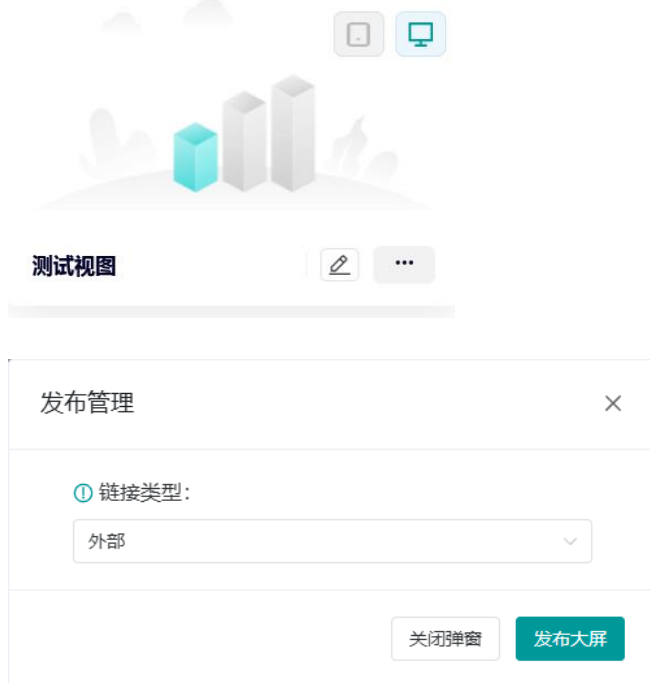 测试视图
发布管理
链接类型：
外部
关闭弹窗
发布大屏